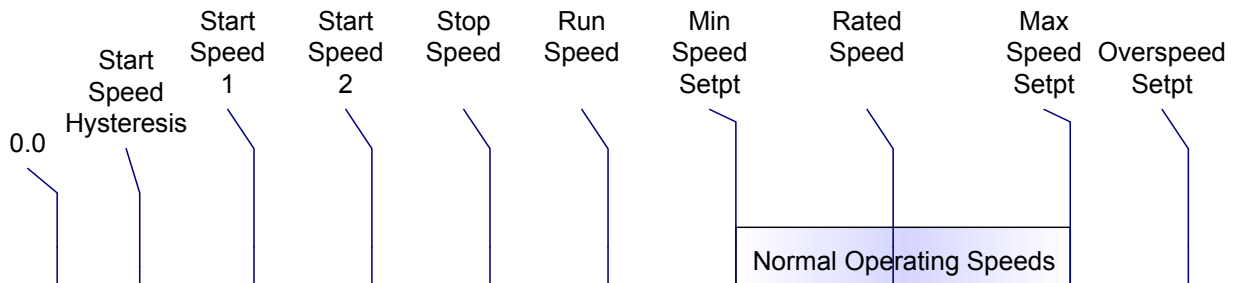 0.0
Start
Speed
Hysteresis
Start
Speed
1
Start
Speed
2
Stop
Speed
Run
Speed
Min
Speed
Setpt
Rated
Speed
Max
Speed
Setpt
Overspeed
Setpt
Normal Operating Speeds